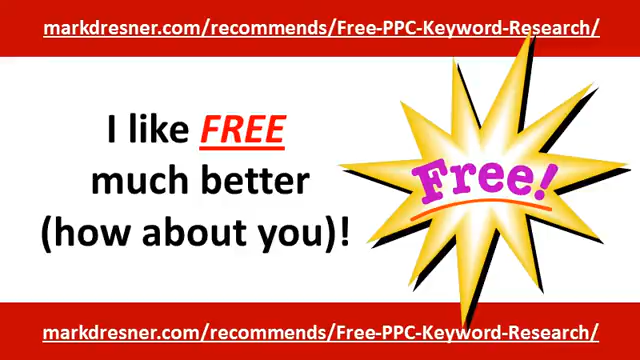 markdresner.com/recommends/Free-PPC-Keyword-Research/
I like FREE
much better
(how about you)!
Free!
markdresner.com/recommends/Free-PPC-Keyword-Research/